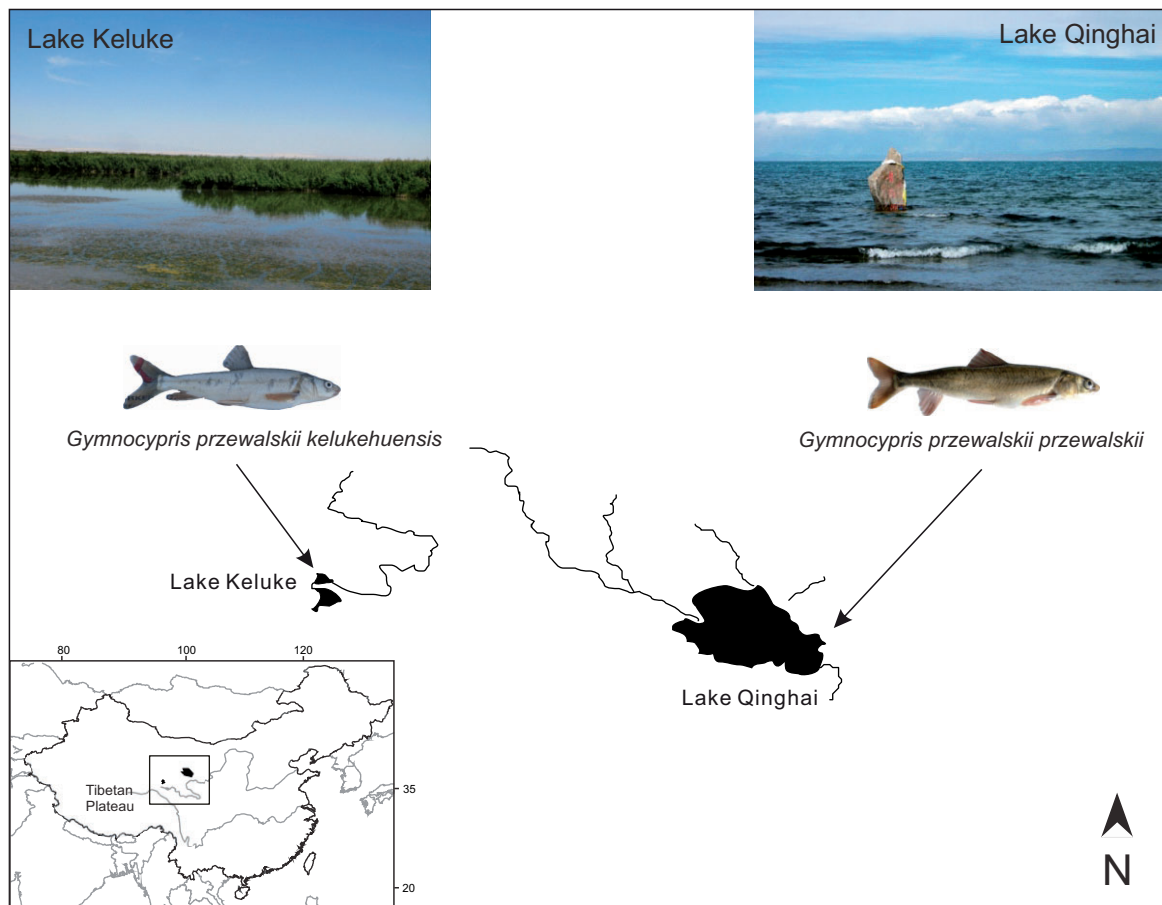 Lake Keluke
Lake Qinghai
Gymnocypris przewalskii kelukehuensis
Gymnocypris przewalskii przewalskii
Lake Keluke
Lake Qinghai
80
100
120
Tibetan
Plateau
35
20
N